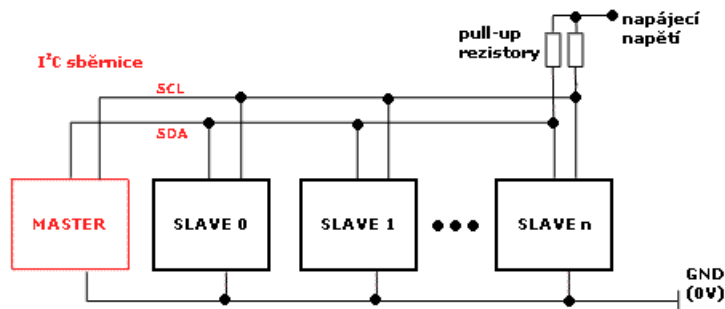 napájecí
napětí
pull-up
rezistory
I²C sběrnice
SCL
SDA
MASTER
SLAVE 0
SLAVE 1
SLAVE n
GND
(0V)